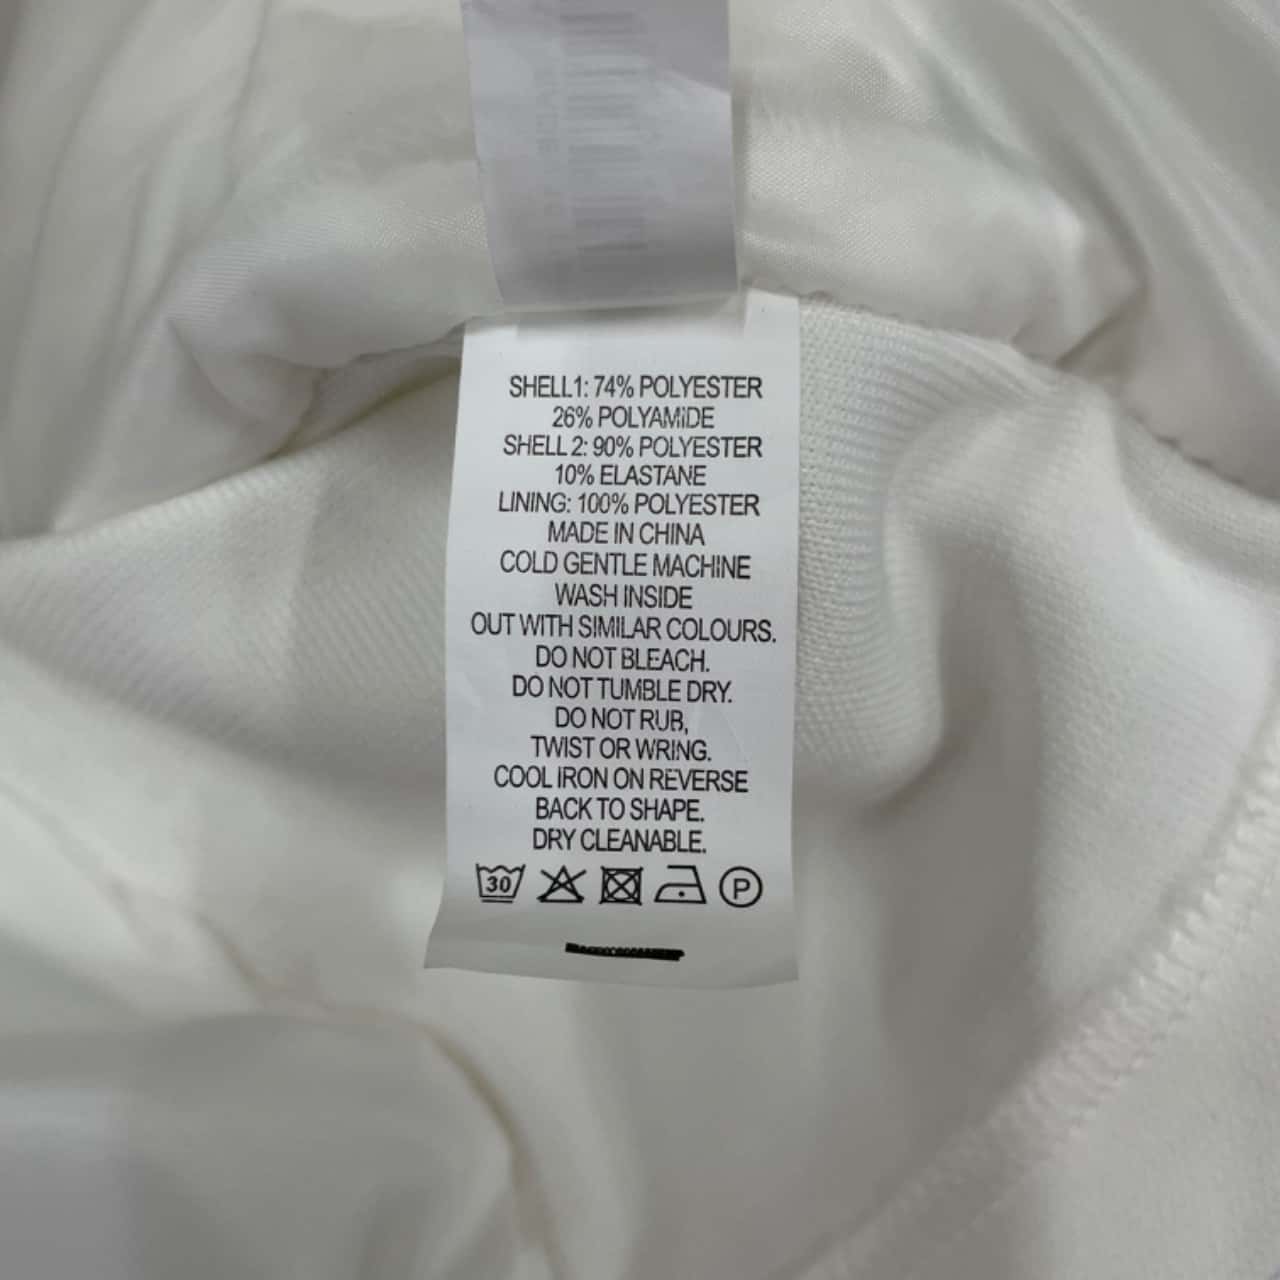 SHELL1: 74% POLYESTER
26% POLYAMIDE
SHELL 2: 90% POLYESTER
10% ELASTANE
LINING: 100% POLYESTER
MADE IN CHINA
COLD GENTLE MACHINE
WASH INSIDE
OUT WITH SIMILAR COLOURS.
DO NOT BLEACH.
DO NOT TUMBLE DRY.
DO NOT RUB,
TWIST OR WRING.
COOL IRON ON REVERSE
BACK TO SHAPE.
DRY CLEANABLE.
30 P